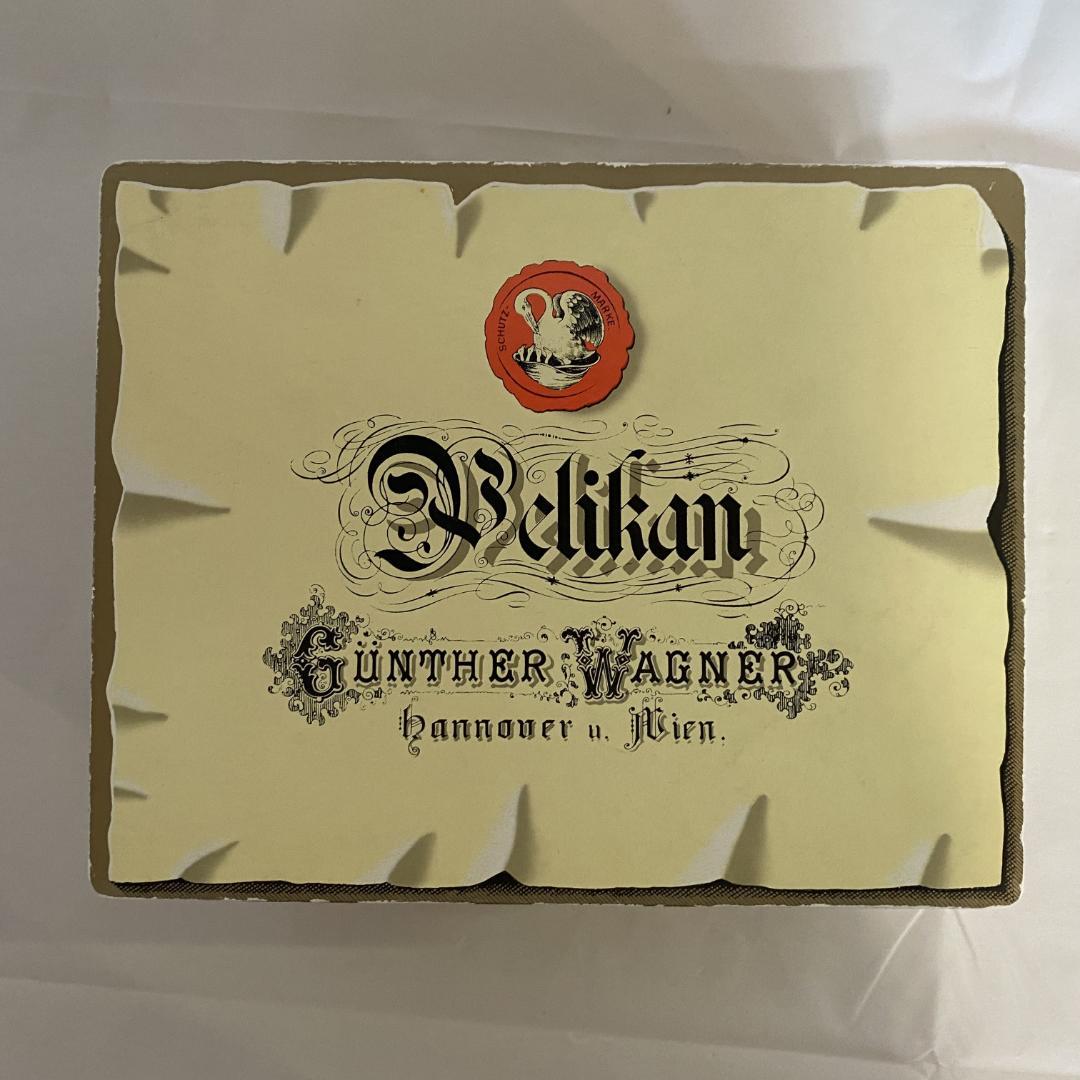 SCHUTZ- MARKE.
Pelikan
GÜNTHER WAGNER
Hannover u. Wien.